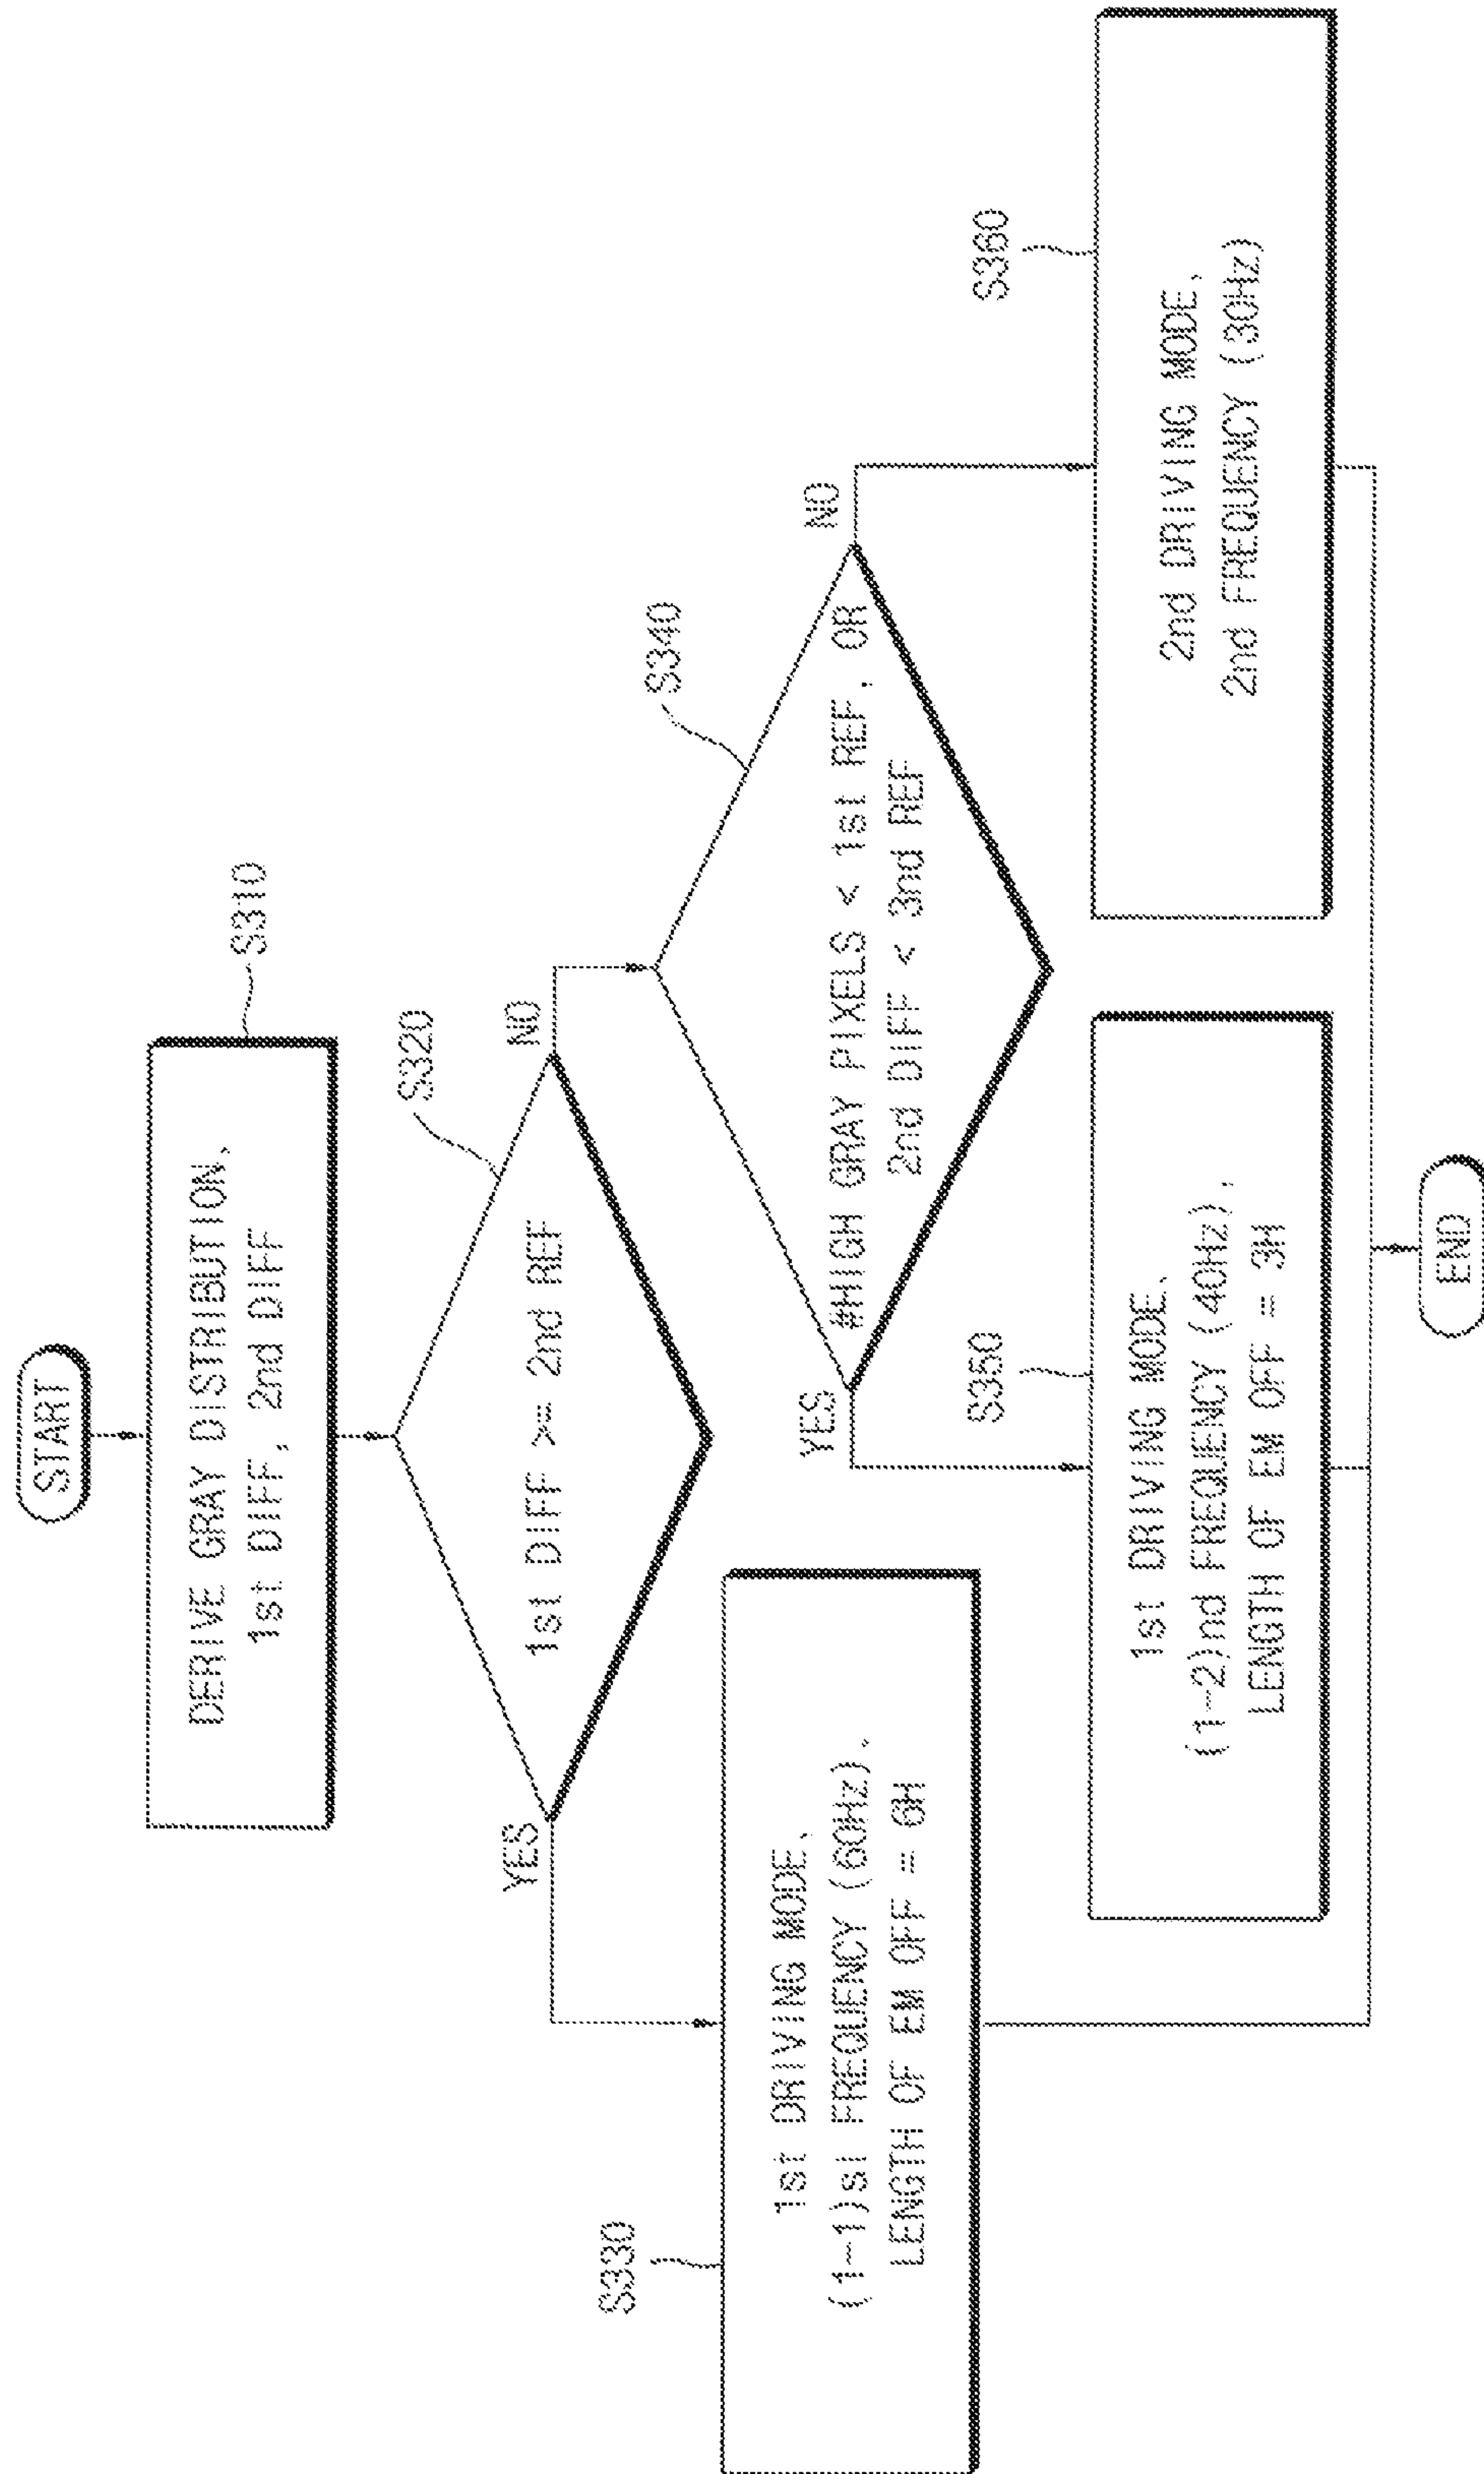 START
S310
DERIVE GRAY DISTRIBUTION,
1st DIFF, 2nd DIFF
S320
1st DIFF >= 2nd REF
YES
NO
S330
1st DRIVING MODE,
(1-1)st FREQUENCY (60Hz),
LENGTH OF EM OFF = 6H
S340
#HIGH GRAY PIXELS < 1st REF, OR
2nd DIFF < 3nd REF
YES
NO
S350
1st DRIVING MODE,
(1-2)nd FREQUENCY (40Hz),
LENGTH OF EM OFF = 3H
S360
2nd DRIVING MODE,
2nd FREQUENCY (30Hz)
END